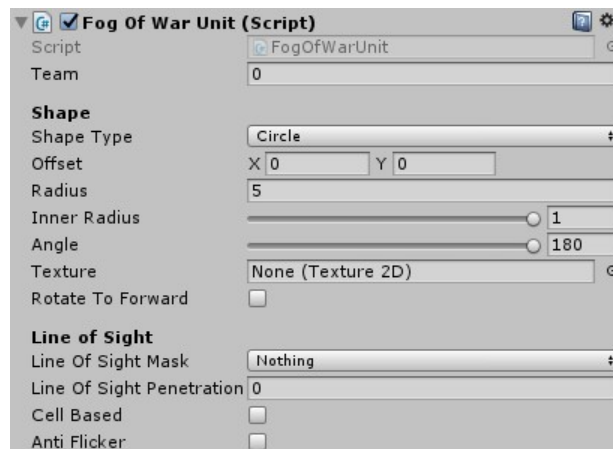 Fog Of War Unit (Script)
Script FogOfWarUnit
Team 0
Shape
Shape Type Circle
Offset X 0 Y 0
Radius 5
Inner Radius 1
Angle 180
Texture None (Texture 2D)
Rotate To Forward
Line of Sight
Line Of Sight Mask Nothing
Line Of Sight Penetration 0
Cell Based
Anti Flicker